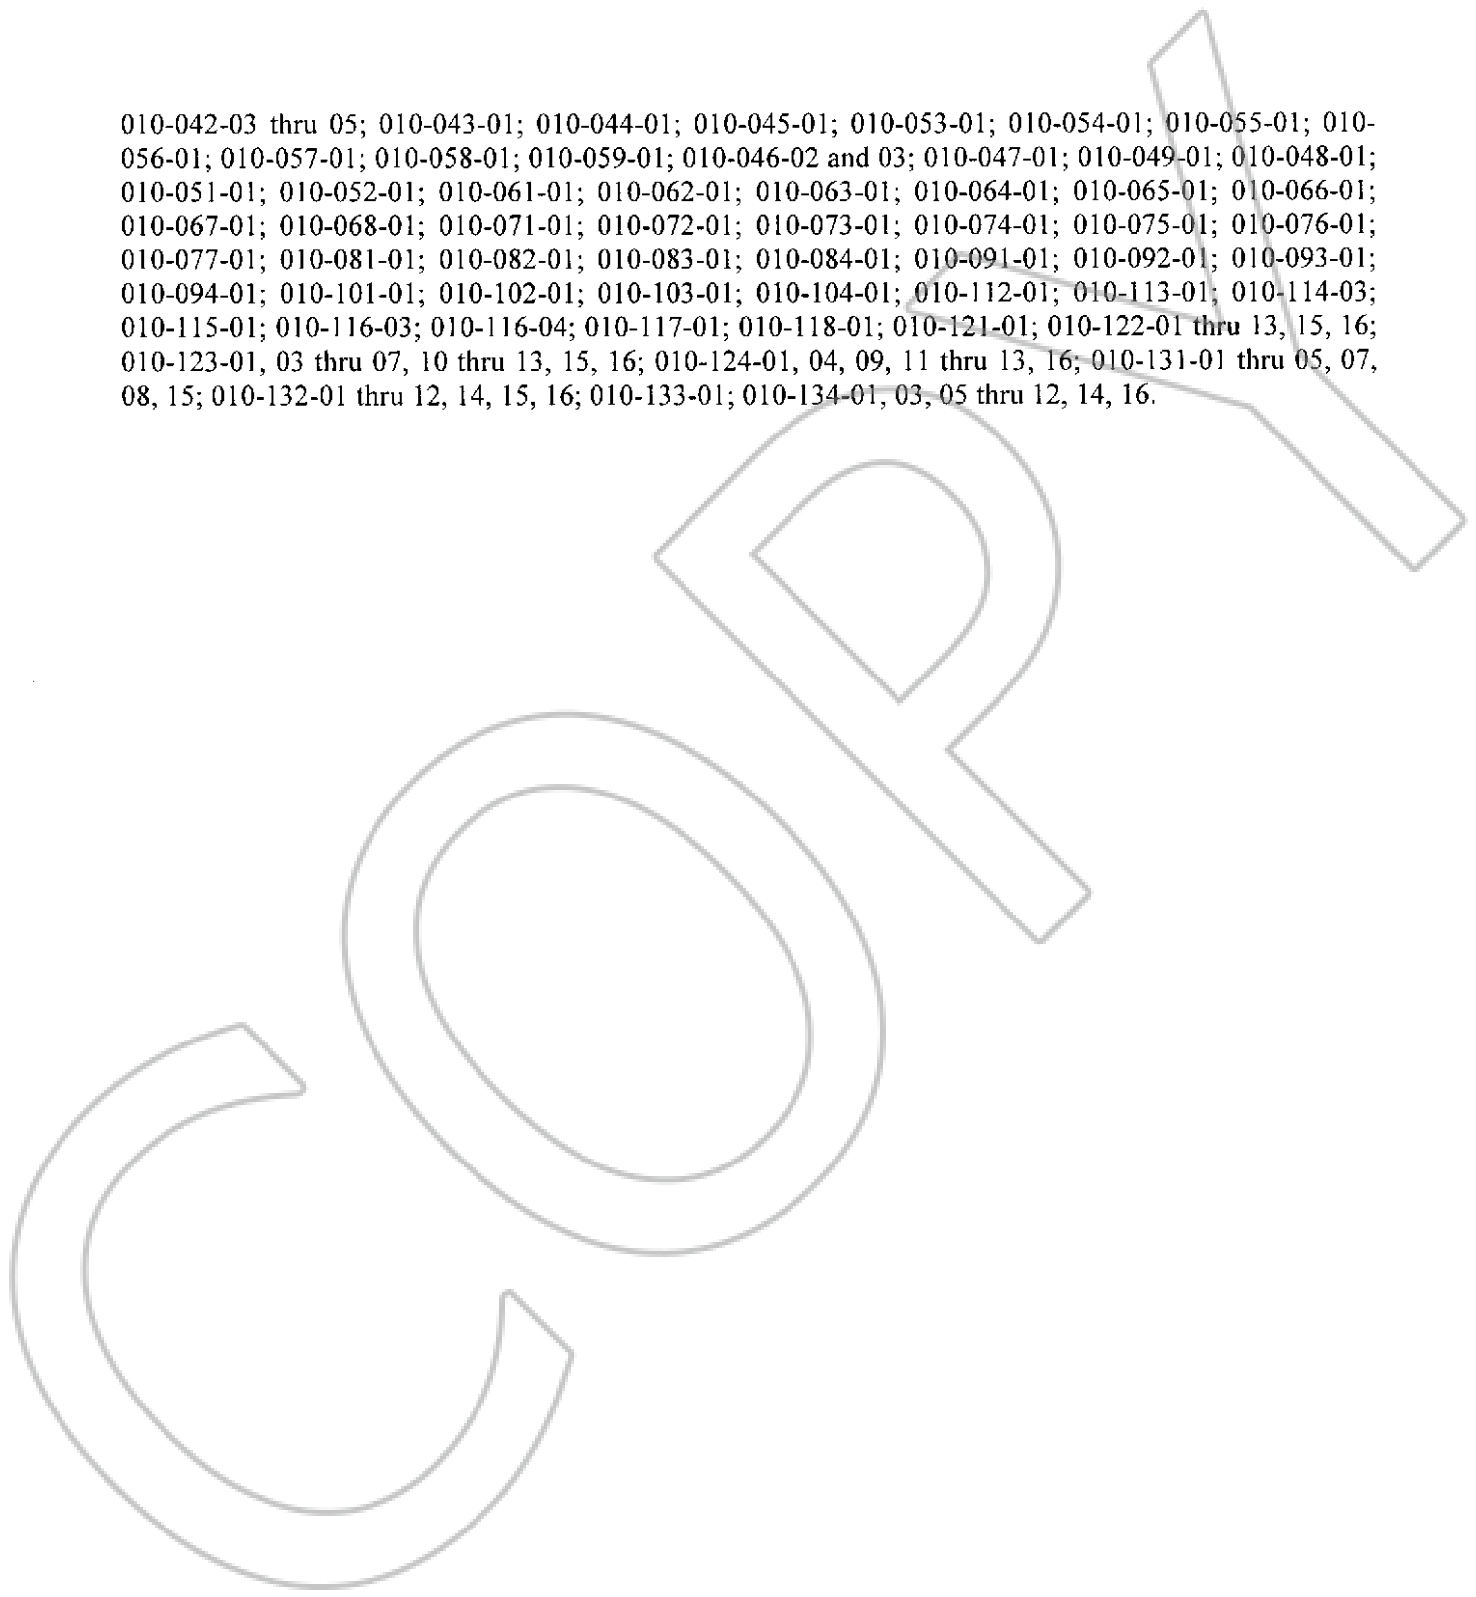 010-042-03 thru 05; 010-043-01; 010-044-01; 010-045-01; 010-053-01; 010-054-01; 010-055-01; 010-
056-01; 010-057-01; 010-058-01; 010-059-01; 010-046-02 and 03; 010-047-01; 010-049-01; 010-048-01;
010-051-01; 010-052-01; 010-061-01; 010-062-01; 010-063-01; 010-064-01; 010-065-01; 010-066-01;
010-067-01; 010-068-01; 010-071-01; 010-072-01; 010-073-01; 010-074-01; 010-075-01; 010-076-01;
010-077-01; 010-081-01; 010-082-01; 010-083-01; 010-084-01; 010-091-01; 010-092-01; 010-093-01;
010-094-01; 010-101-01; 010-102-01; 010-103-01; 010-104-01; 010-112-01; 010-113-01; 010-114-03;
010-115-01; 010-116-03; 010-116-04; 010-117-01; 010-118-01; 010-121-01; 010-122-01 thru 13, 15, 16;
010-123-01, 03 thru 07, 10 thru 13, 15, 16; 010-124-01, 04, 09, 11 thru 13, 16; 010-131-01 thru 05, 07,
08, 15; 010-132-01 thru 12, 14, 15, 16; 010-133-01; 010-134-01, 03, 05 thru 12, 14, 16.
COPY